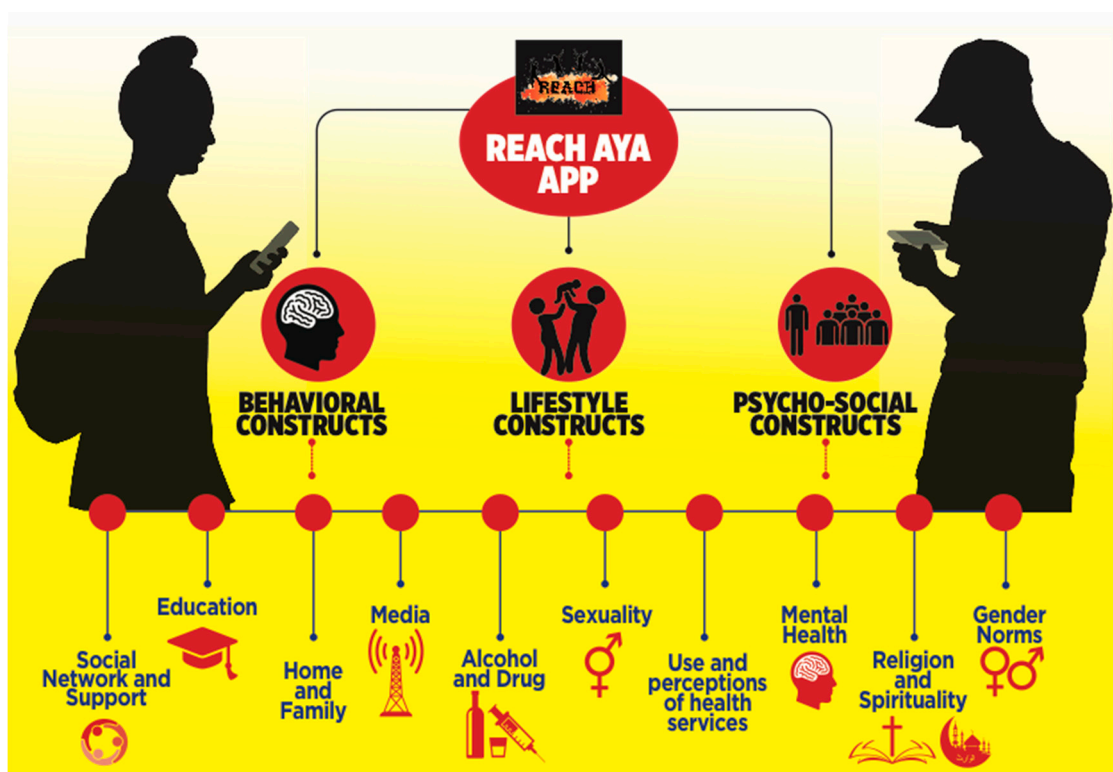 REACH
REACH AYA
APP
BEHAVIORAL
CONSTRUCTS
LIFESTYLE
CONSTRUCTS
PSYCHO-SOCIAL
CONSTRUCTS
Social
Network and
Support
Education
Home
and
Family
Media
Alcohol
and Drug
Sexuality
Use and
perceptions
of health
services
Mental
Health
Religion
and
Spirituality
Gender
Norms